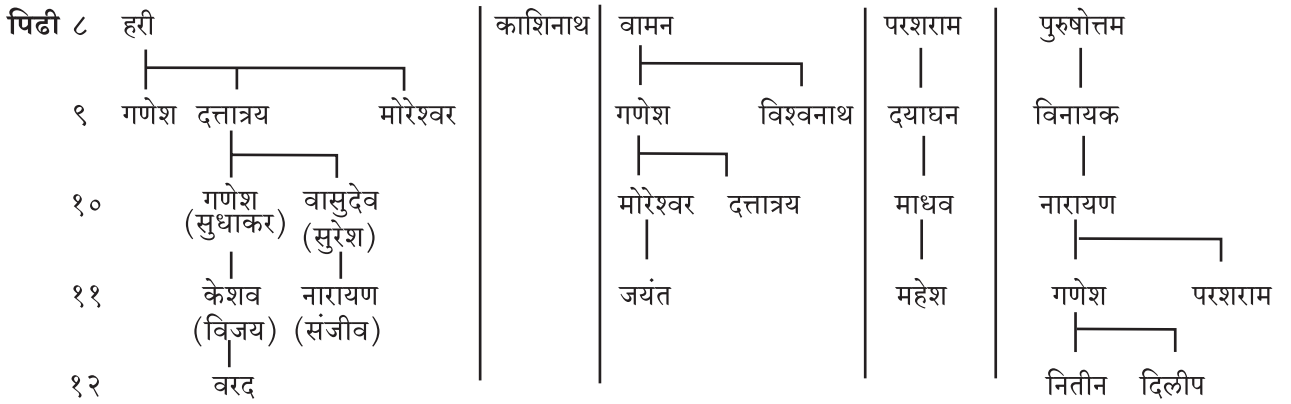 पिढी ८ हरी काशिनाथ वामन परशराम पुरुषोत्तम
९ गणेश दत्तात्रय मोरेश्वर गणेश विश्वनाथ दयाघन विनायक
१० गणेश वासुदेव मोरेश्वर दत्तात्रय माधव नारायण
(सुधाकर) (सुरेश)
११ केशव नारायण जयंत महेश गणेश परशराम
(विजय) (संजीव)
१२ वरद नितीन दिलीप